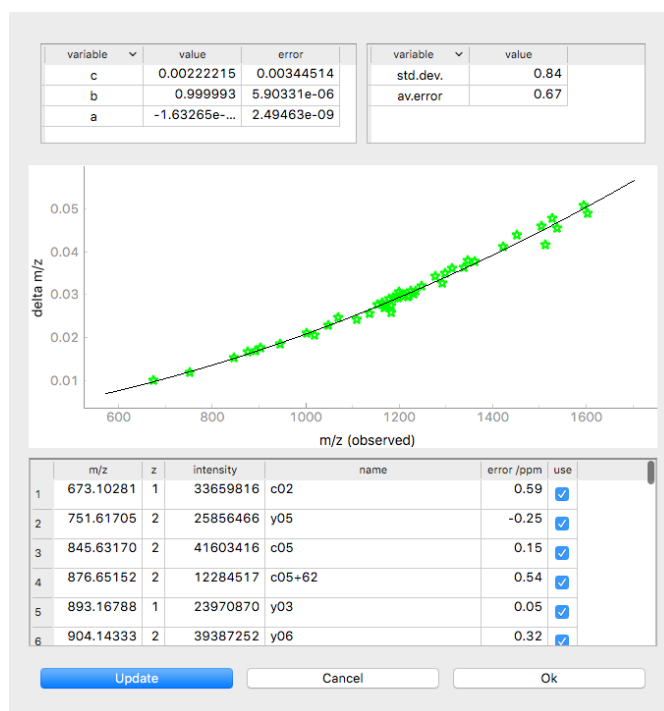 variable value error
c 0.00222215 0.00344514
b 0.999993 5.90331e-06
a -1.63265e-... 2.49463e-09
variable value
std.dev. 0.84
av.error 0.67
0.05
0.04
0.03
0.02
0.01
delta m/z
600 800 1000 1200 1400 1600
m/z (observed)
m/z z intensity name error /ppm use
1 673.10281 1 33659816 c02 0.59
2 751.61705 2 25856466 y05 -0.25
3 845.63170 2 41603416 c05 0.15
4 876.65152 2 12284517 c05+62 0.54
5 893.16788 1 23970870 y03 0.05
6 904.14333 2 39387252 y06 0.32
Update Cancel Ok